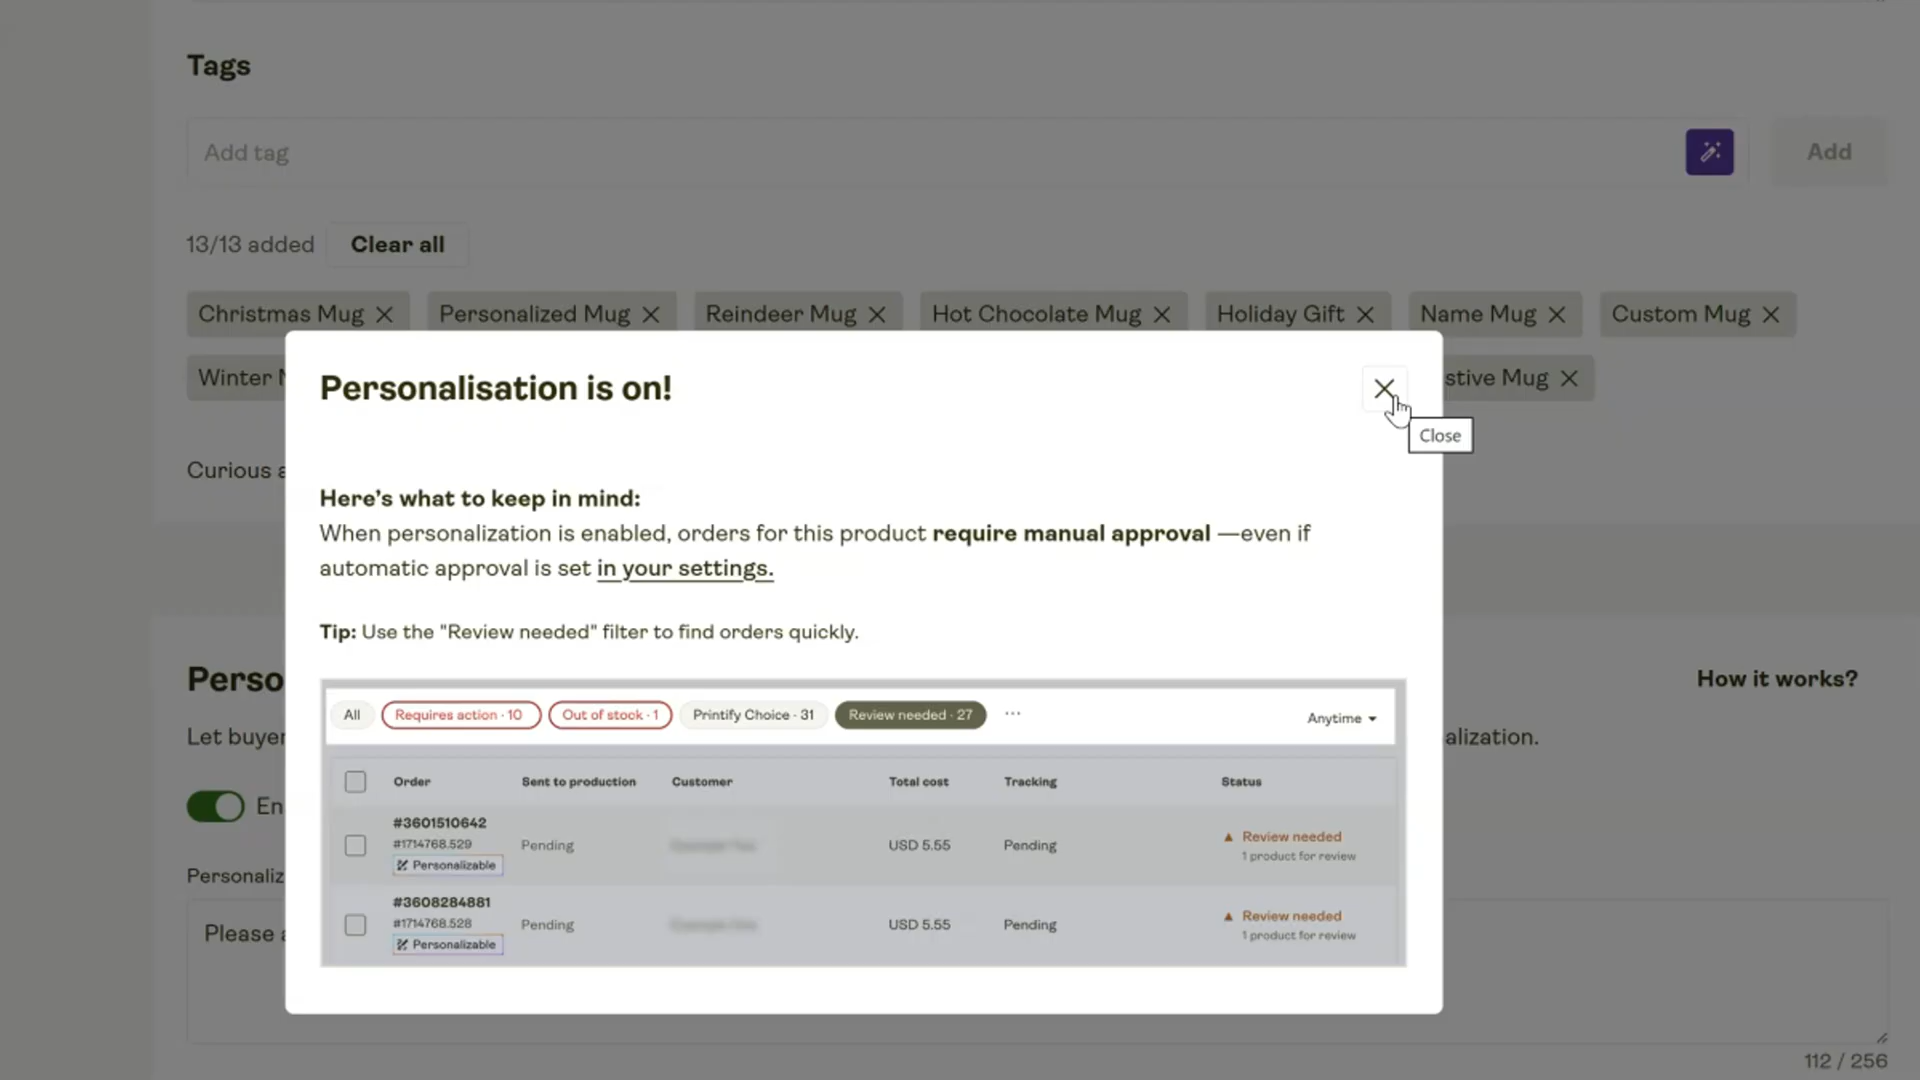 Tags
Add tag
Add
13/13 added Clear all
Christmas Mug Personalized Mug Reindeer Mug Hot Chocolate Mug Holiday Gift Name Mug Custom Mug
Winter
stive Mug
Personalisation is on!
Close
Curious
Here's what to keep in mind:
When personalization is enabled, orders for this product require manual approval —even if
automatic approval is set in your settings.
Tip: Use the "Review needed" filter to find orders quickly.
Perso
How it works?
Let buyer
alization.
All Requires action · 10 Out of stock · 1 Printify Choice · 31 Review needed · 27 ··· Anytime
Order Sent to production Customer Total cost Tracking Status
En
#3601510642
#1714768.529
Personalizable
Pending USD 5.55 Pending
Review needed
1 product for review
Personaliz
#3608284881
#1714768.528
Personalizable
Pending USD 5.55 Pending
Review needed
1 product for review
Please
112 / 256